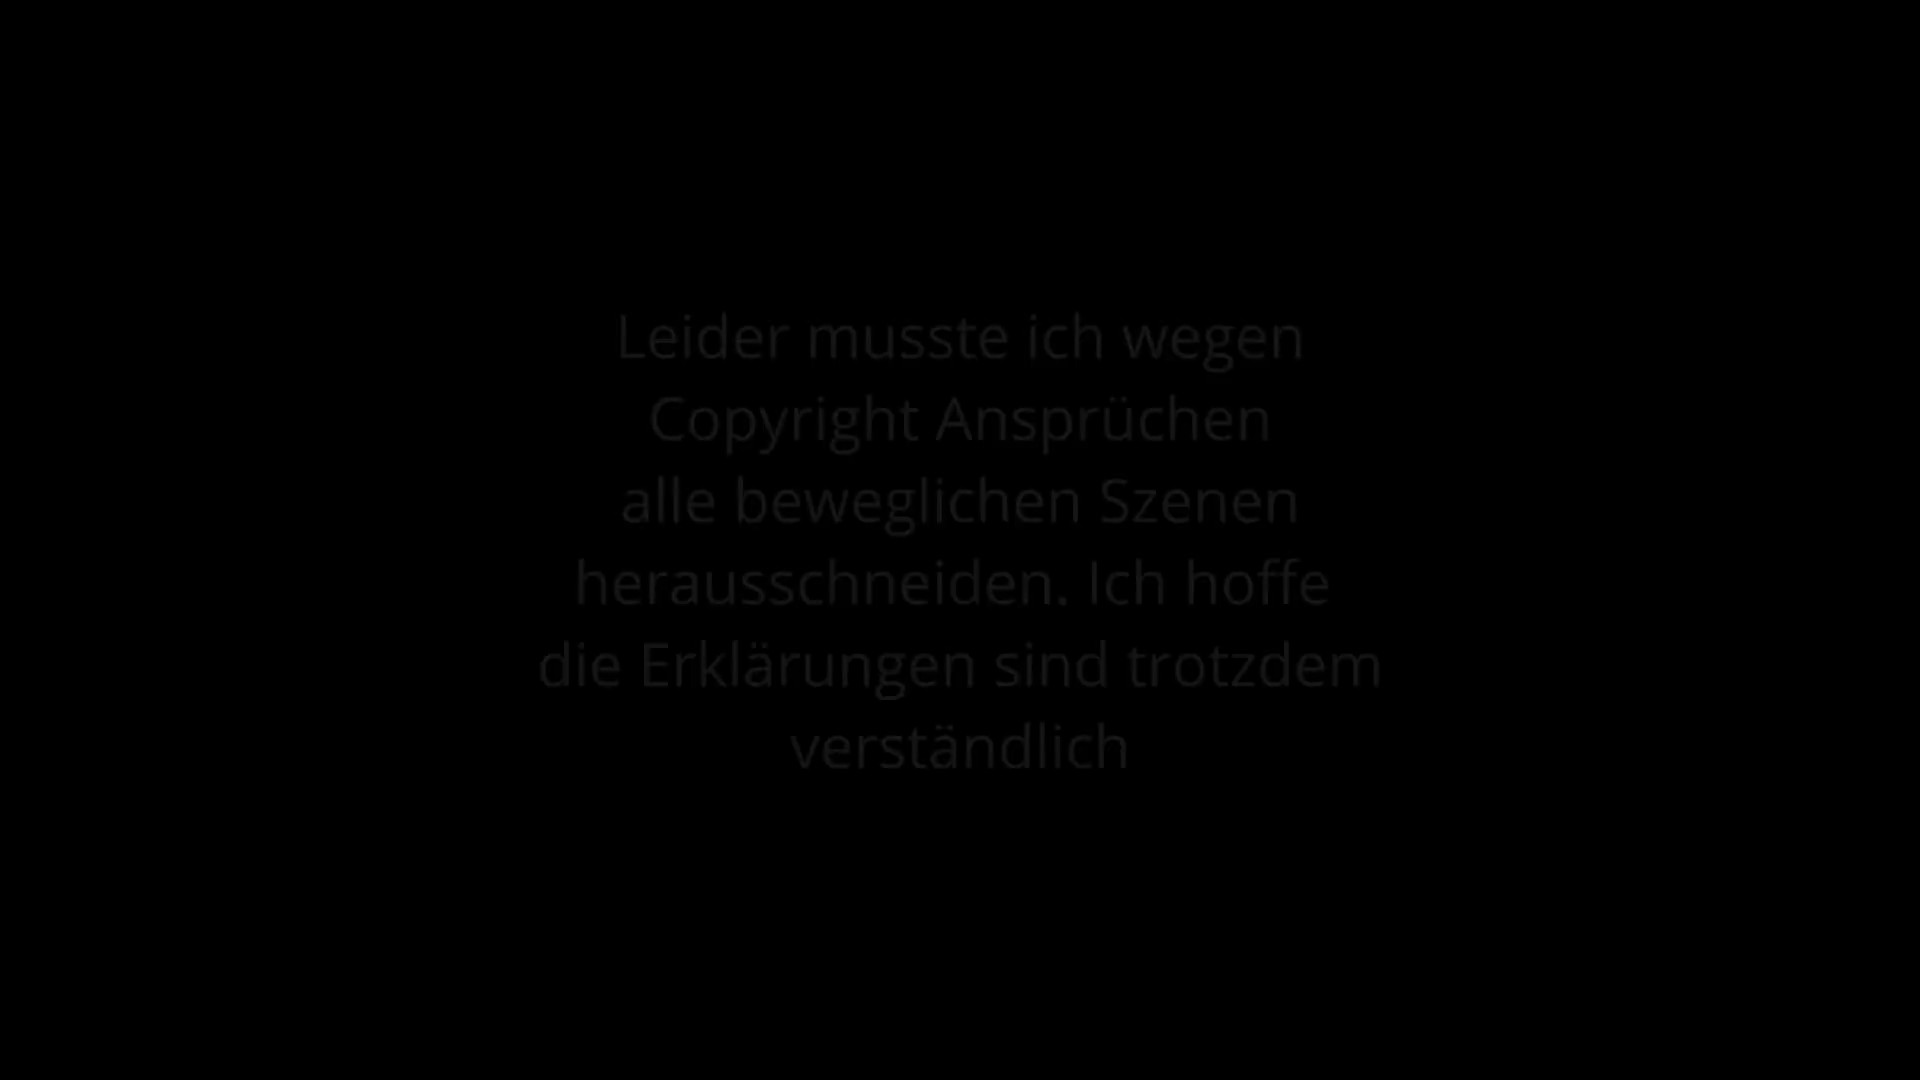 Leider musste ich wegen
Copyright Ansprüchen
alle beweglichen Szenen
herausschneiden. Ich hoffe
die Erklärungen sind trotzdem
verständlich